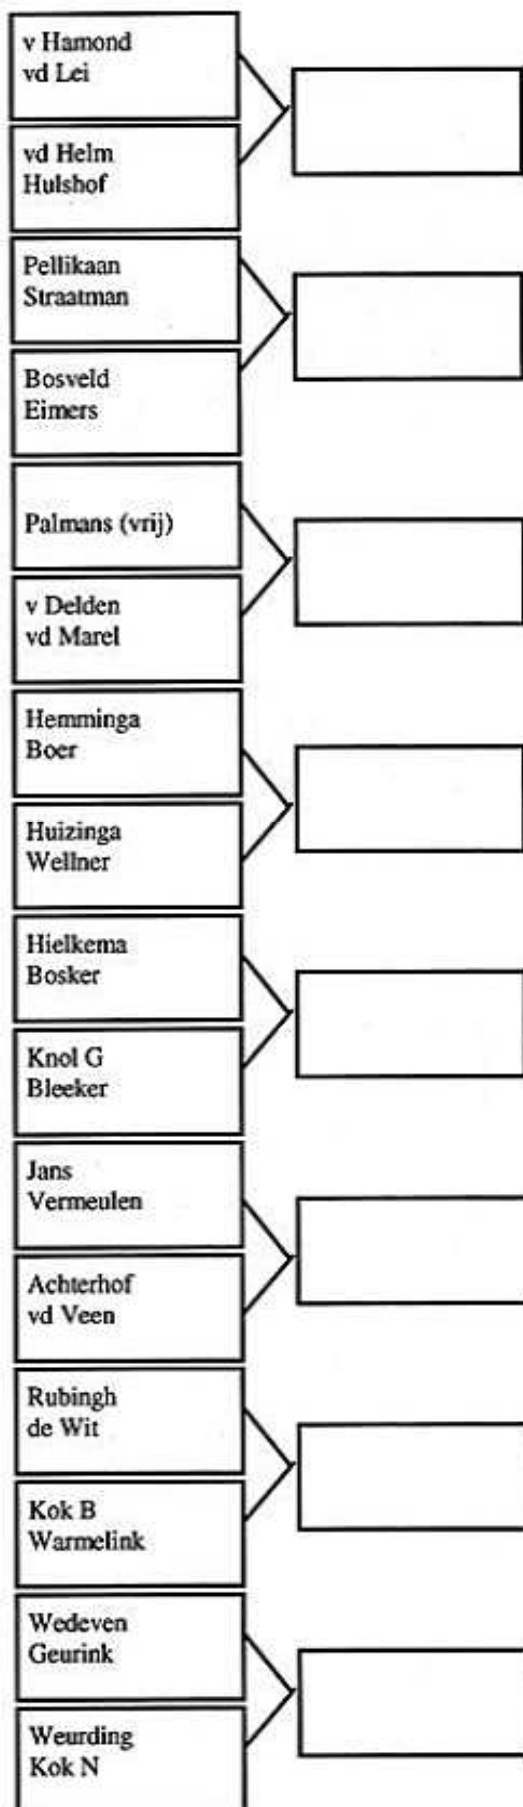 v Hamond
vd Lei
vd Helm
Hulshof
Pellikaan
Straatman
Bosveld
Eimers
Palmans (vrij)
v Delden
vd Marel
Hemminga
Boer
Huizinga
Wellner
Hielkema
Bosker
Knol G
Bleeker
Jans
Vermeulen
Achterhof
vd Veen
Rubingh
de Wit
Kok B
Warmelink
Wedeven
Geurink
Weurding
Kok N